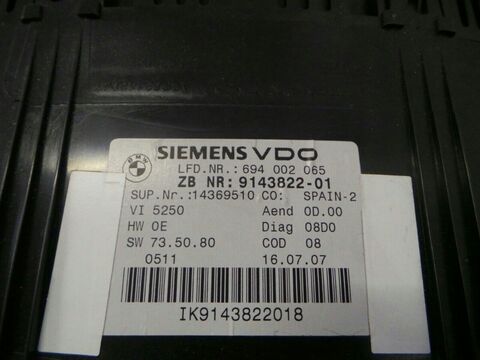 BMW
SIEMENS VDO
LFD.NR.: 694 002 065
ZB NR: 9143822-01
SUP.Nr.:14369510 CO: SPAIN-2
VI 5250 Aend 0D.00
HW 0E Diag 08D0
SW 73.50.80 COD 08
0511 16.07.07
IK9143822018